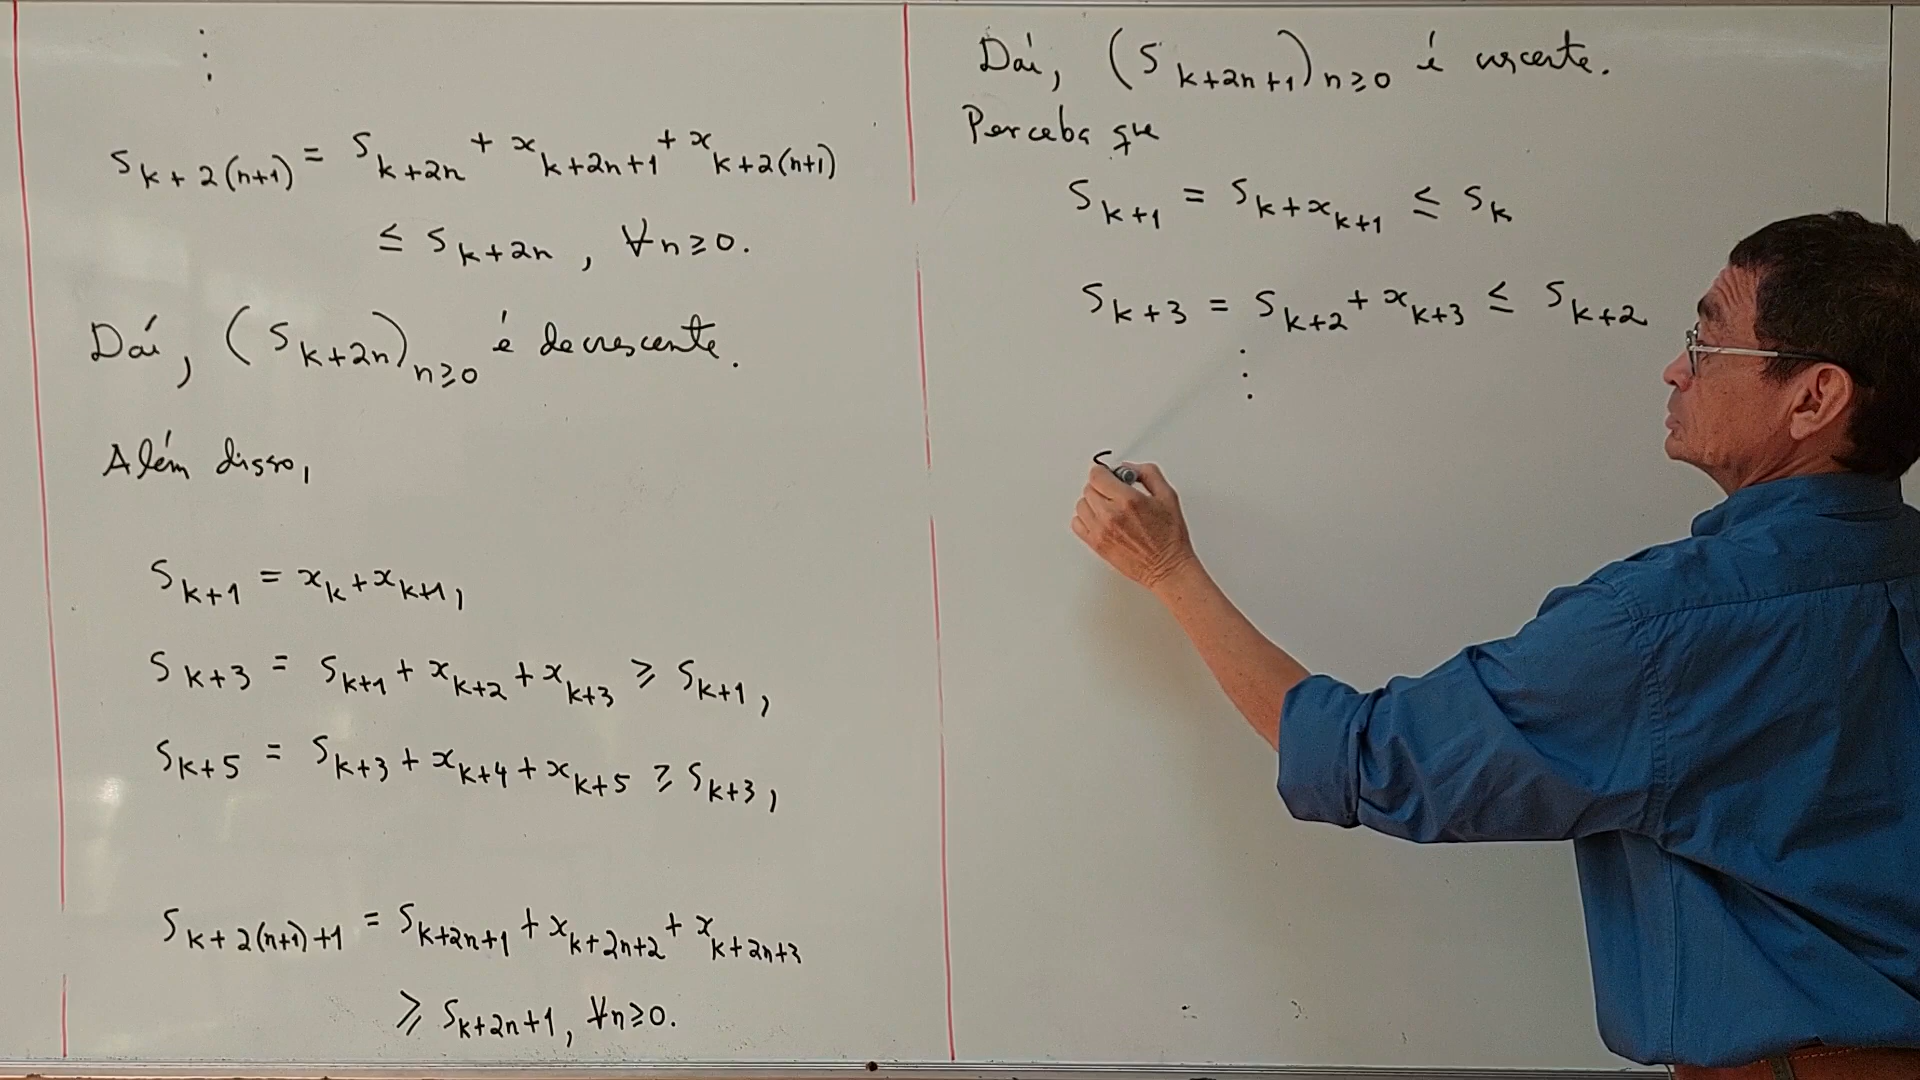 ⋮
S_{k+2(n+1)} = S_{k+2n} + x_{k+2n+1} + x_{k+2(n+1)}
≤ S_{k+2n}, ∀n≥0.
Daí, (S_{k+2n})_{n≥0} é decrescente.
Além disso,
S_{k+1} = x_k + x_{k+1},
S_{k+3} = S_{k+1} + x_{k+2} + x_{k+3} ≥ S_{k+1},
S_{k+5} = S_{k+3} + x_{k+4} + x_{k+5} ≥ S_{k+3},
S_{k+2(n+1)+1} = S_{k+2n+1} + x_{k+2n+2} + x_{k+2n+3}
≥ S_{k+2n+1}, ∀n≥0.
Daí, (S_{k+2n+1})_{n≥0} é crescente.
Perceba que
S_{k+1} = S_k + x_{k+1} ≤ S_k
S_{k+3} = S_{k+2} + x_{k+3} ≤ S_{k+2}
⋮
S